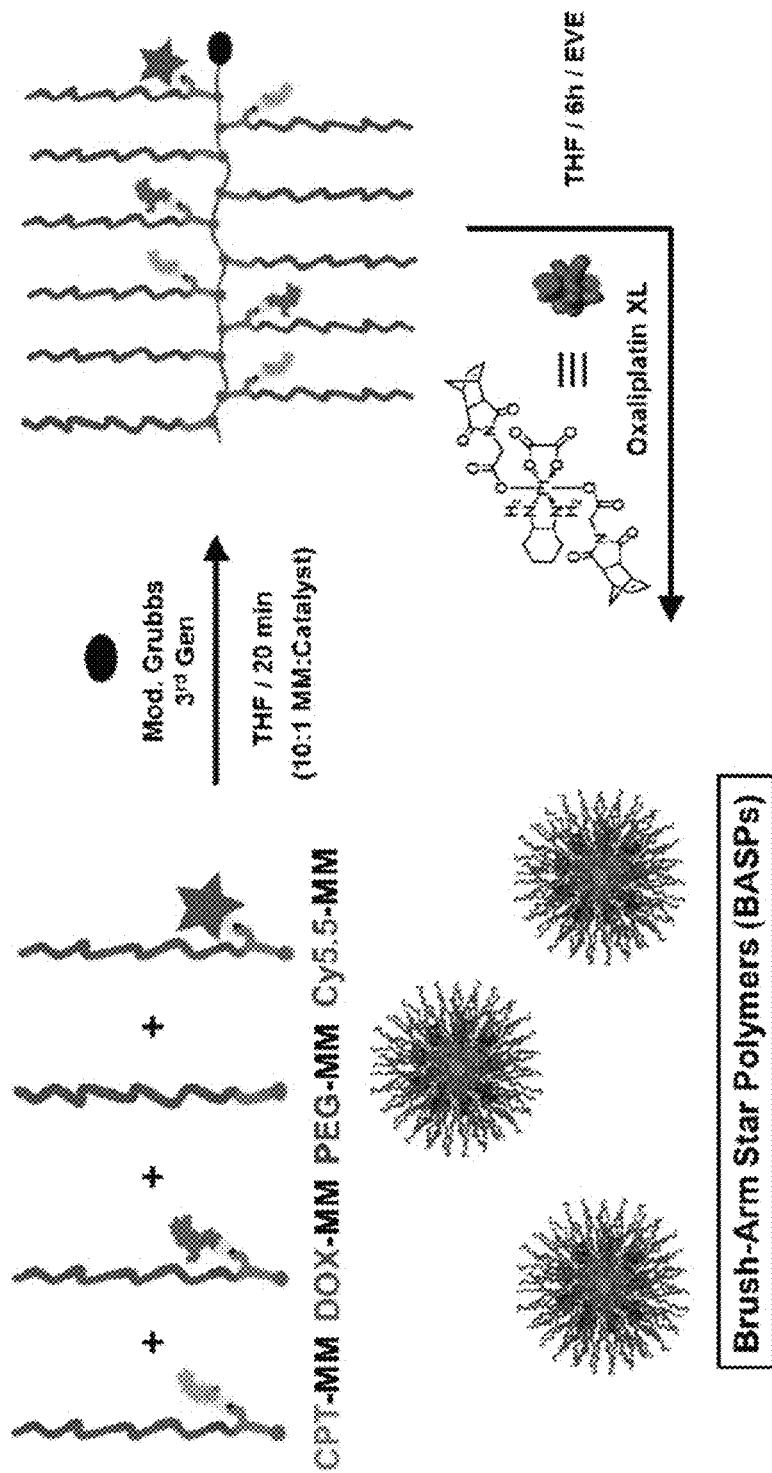 + + +
CPT-MM DOX-MM PEG-MM Cy5.5-MM
Mod. Grubbs
3rd Gen
THF / 20 min
(10:1 MM:Catalyst)
Oxaliplatin XL
THF / 6h / EVE
Brush-Arm Star Polymers (BASPs)